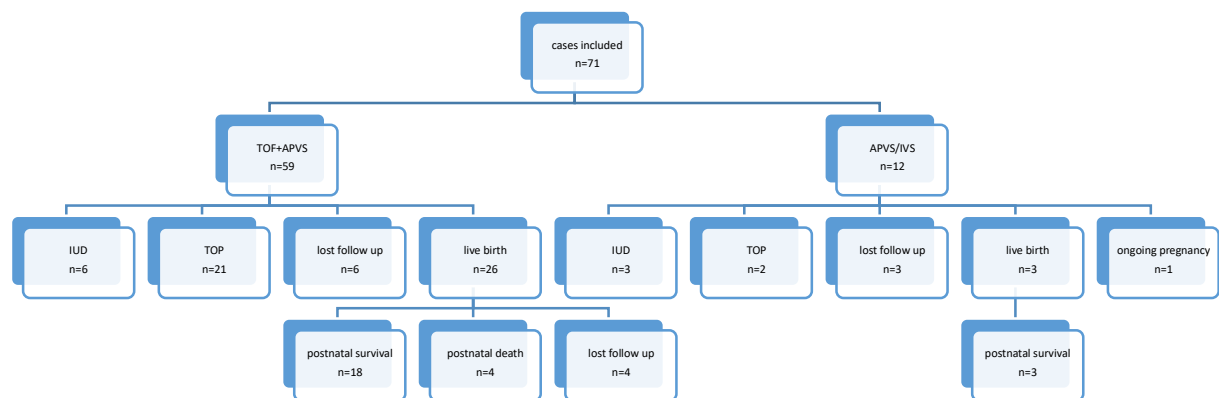 cases included
n=71
TOF+APVS
n=59
APVS/IVS
n=12
IUD
n=6
TOP
n=21
lost follow up
n=6
live birth
n=26
IUD
n=3
TOP
n=2
lost follow up
n=3
live birth
n=3
ongoing pregnancy
n=1
postnatal survival
n=18
postnatal death
n=4
lost follow up
n=4
postnatal survival
n=3